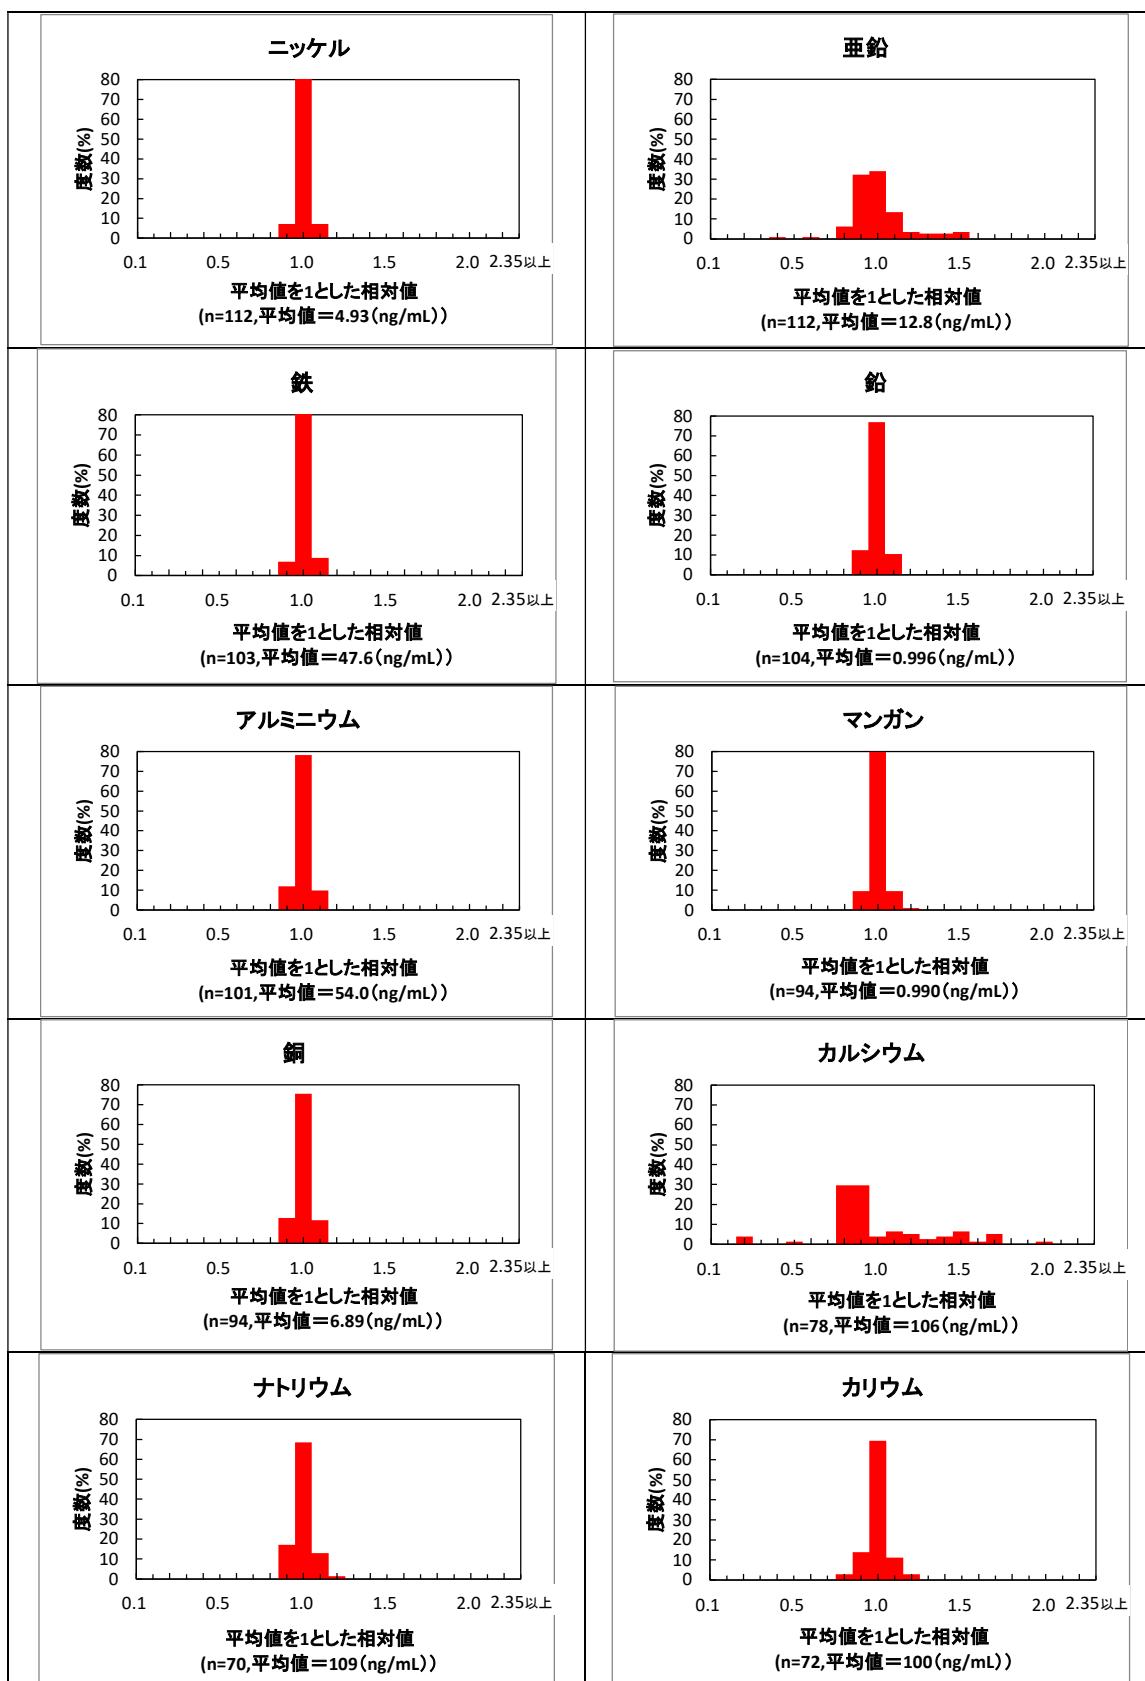 ニッケル
度数(%)
80
70
60
50
40
30
20
10
0
0.1 0.5 1.0 1.5 2.0 2.35以上
平均値を1とした相対値
(n=112,平均値＝4.93(ng/mL))
亜鉛
度数(%)
80
70
60
50
40
30
20
10
0
0.1 0.5 1.0 1.5 2.0 2.35以上
平均値を1とした相対値
(n=112,平均値＝12.8(ng/mL))
鉄
度数(%)
80
70
60
50
40
30
20
10
0
0.1 0.5 1.0 1.5 2.0 2.35以上
平均値を1とした相対値
(n=103,平均値＝47.6(ng/mL))
鉛
度数(%)
80
70
60
50
40
30
20
10
0
0.1 0.5 1.0 1.5 2.0 2.35以上
平均値を1とした相対値
(n=104,平均値＝0.996(ng/mL))
アルミニウム
度数(%)
80
70
60
50
40
30
20
10
0
0.1 0.5 1.0 1.5 2.0 2.35以上
平均値を1とした相対値
(n=101,平均値＝54.0(ng/mL))
マンガン
度数(%)
80
70
60
50
40
30
20
10
0
0.1 0.5 1.0 1.5 2.0 2.35以上
平均値を1とした相対値
(n=94,平均値＝0.990(ng/mL))
銅
度数(%)
80
70
60
50
40
30
20
10
0
0.1 0.5 1.0 1.5 2.0 2.35以上
平均値を1とした相対値
(n=94,平均値＝6.89(ng/mL))
カルシウム
度数(%)
80
70
60
50
40
30
20
10
0
0.1 0.5 1.0 1.5 2.0 2.35以上
平均値を1とした相対値
(n=78,平均値＝106(ng/mL))
ナトリウム
度数(%)
80
70
60
50
40
30
20
10
0
0.1 0.5 1.0 1.5 2.0 2.35以上
平均値を1とした相対値
(n=70,平均値＝109(ng/mL))
カリウム
度数(%)
80
70
60
50
40
30
20
10
0
0.1 0.5 1.0 1.5 2.0 2.35以上
平均値を1とした相対値
(n=72,平均値＝100(ng/mL))